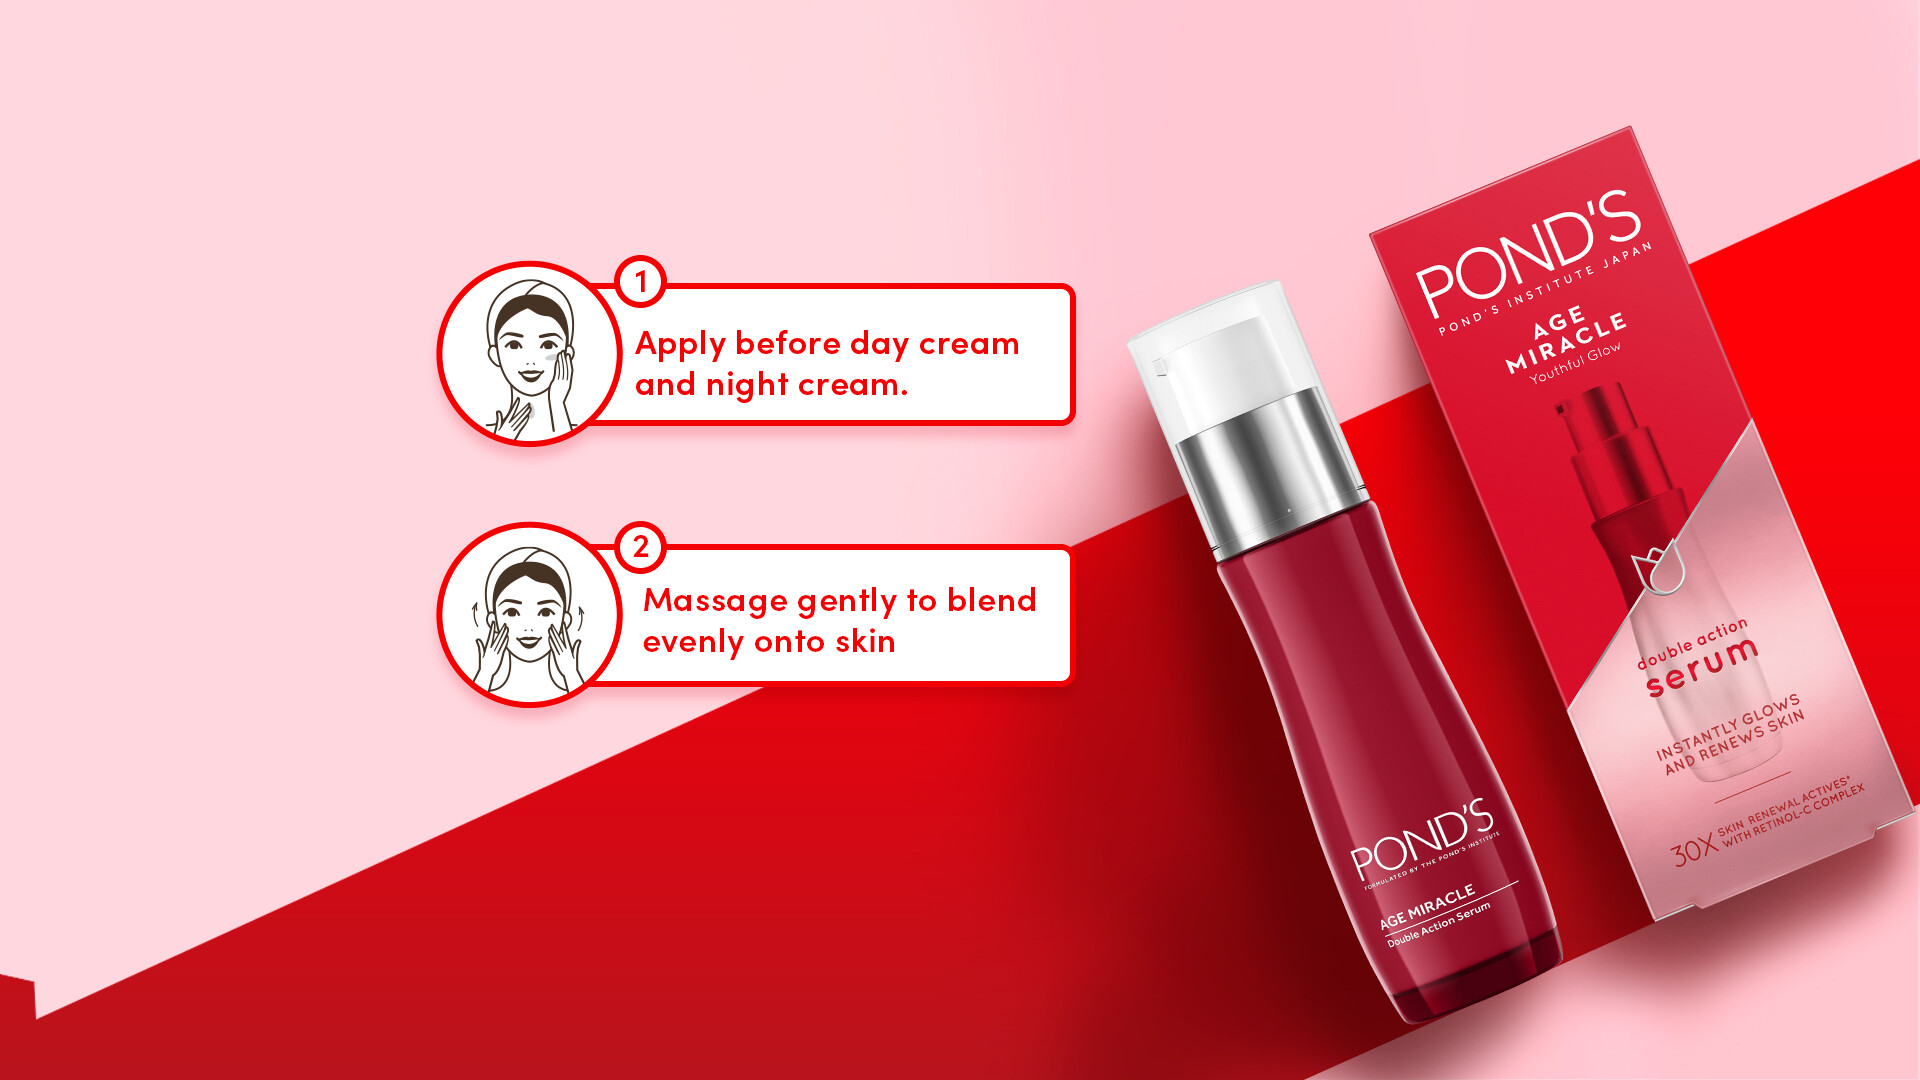 1
Apply before day cream
and night cream.
2
Massage gently to blend
evenly onto skin
POND'S
FORMULATED BY THE POND'S INSTITUTE
AGE MIRACLE
Double Action Serum
POND'S
POND'S INSTITUTE JAPAN
AGE
MIRACLE
Youthful Glow
double action
serum
INSTANTLY GLOWS
AND RENEWS SKIN
30X SKIN RENEWAL ACTIVES*
WITH RETINOL-C COMPLEX